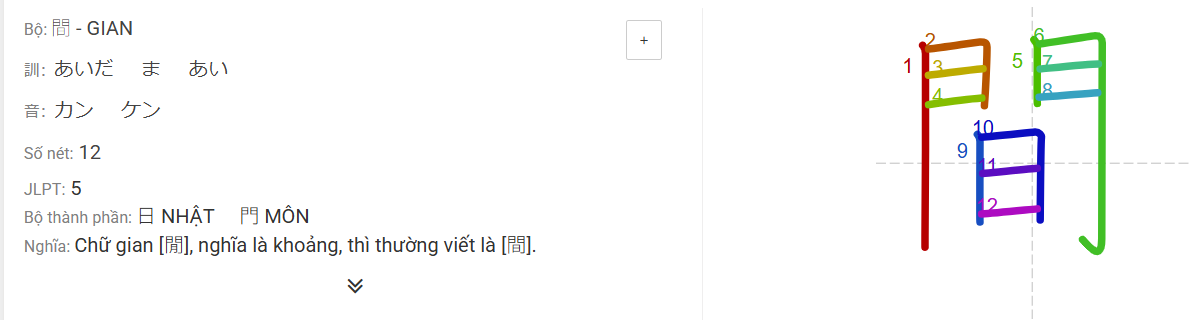 Bộ: 間 - GIAN
+
訓: あいだ ま あい
音: カン ケン
Số nét: 12
JLPT: 5
Bộ thành phần: 日 NHẬT 門 MÔN
Nghĩa: Chữ gian [閒], nghĩa là khoảng, thì thường viết là [間].
1 2 3 4 5 6 7 8 9 10 11 12